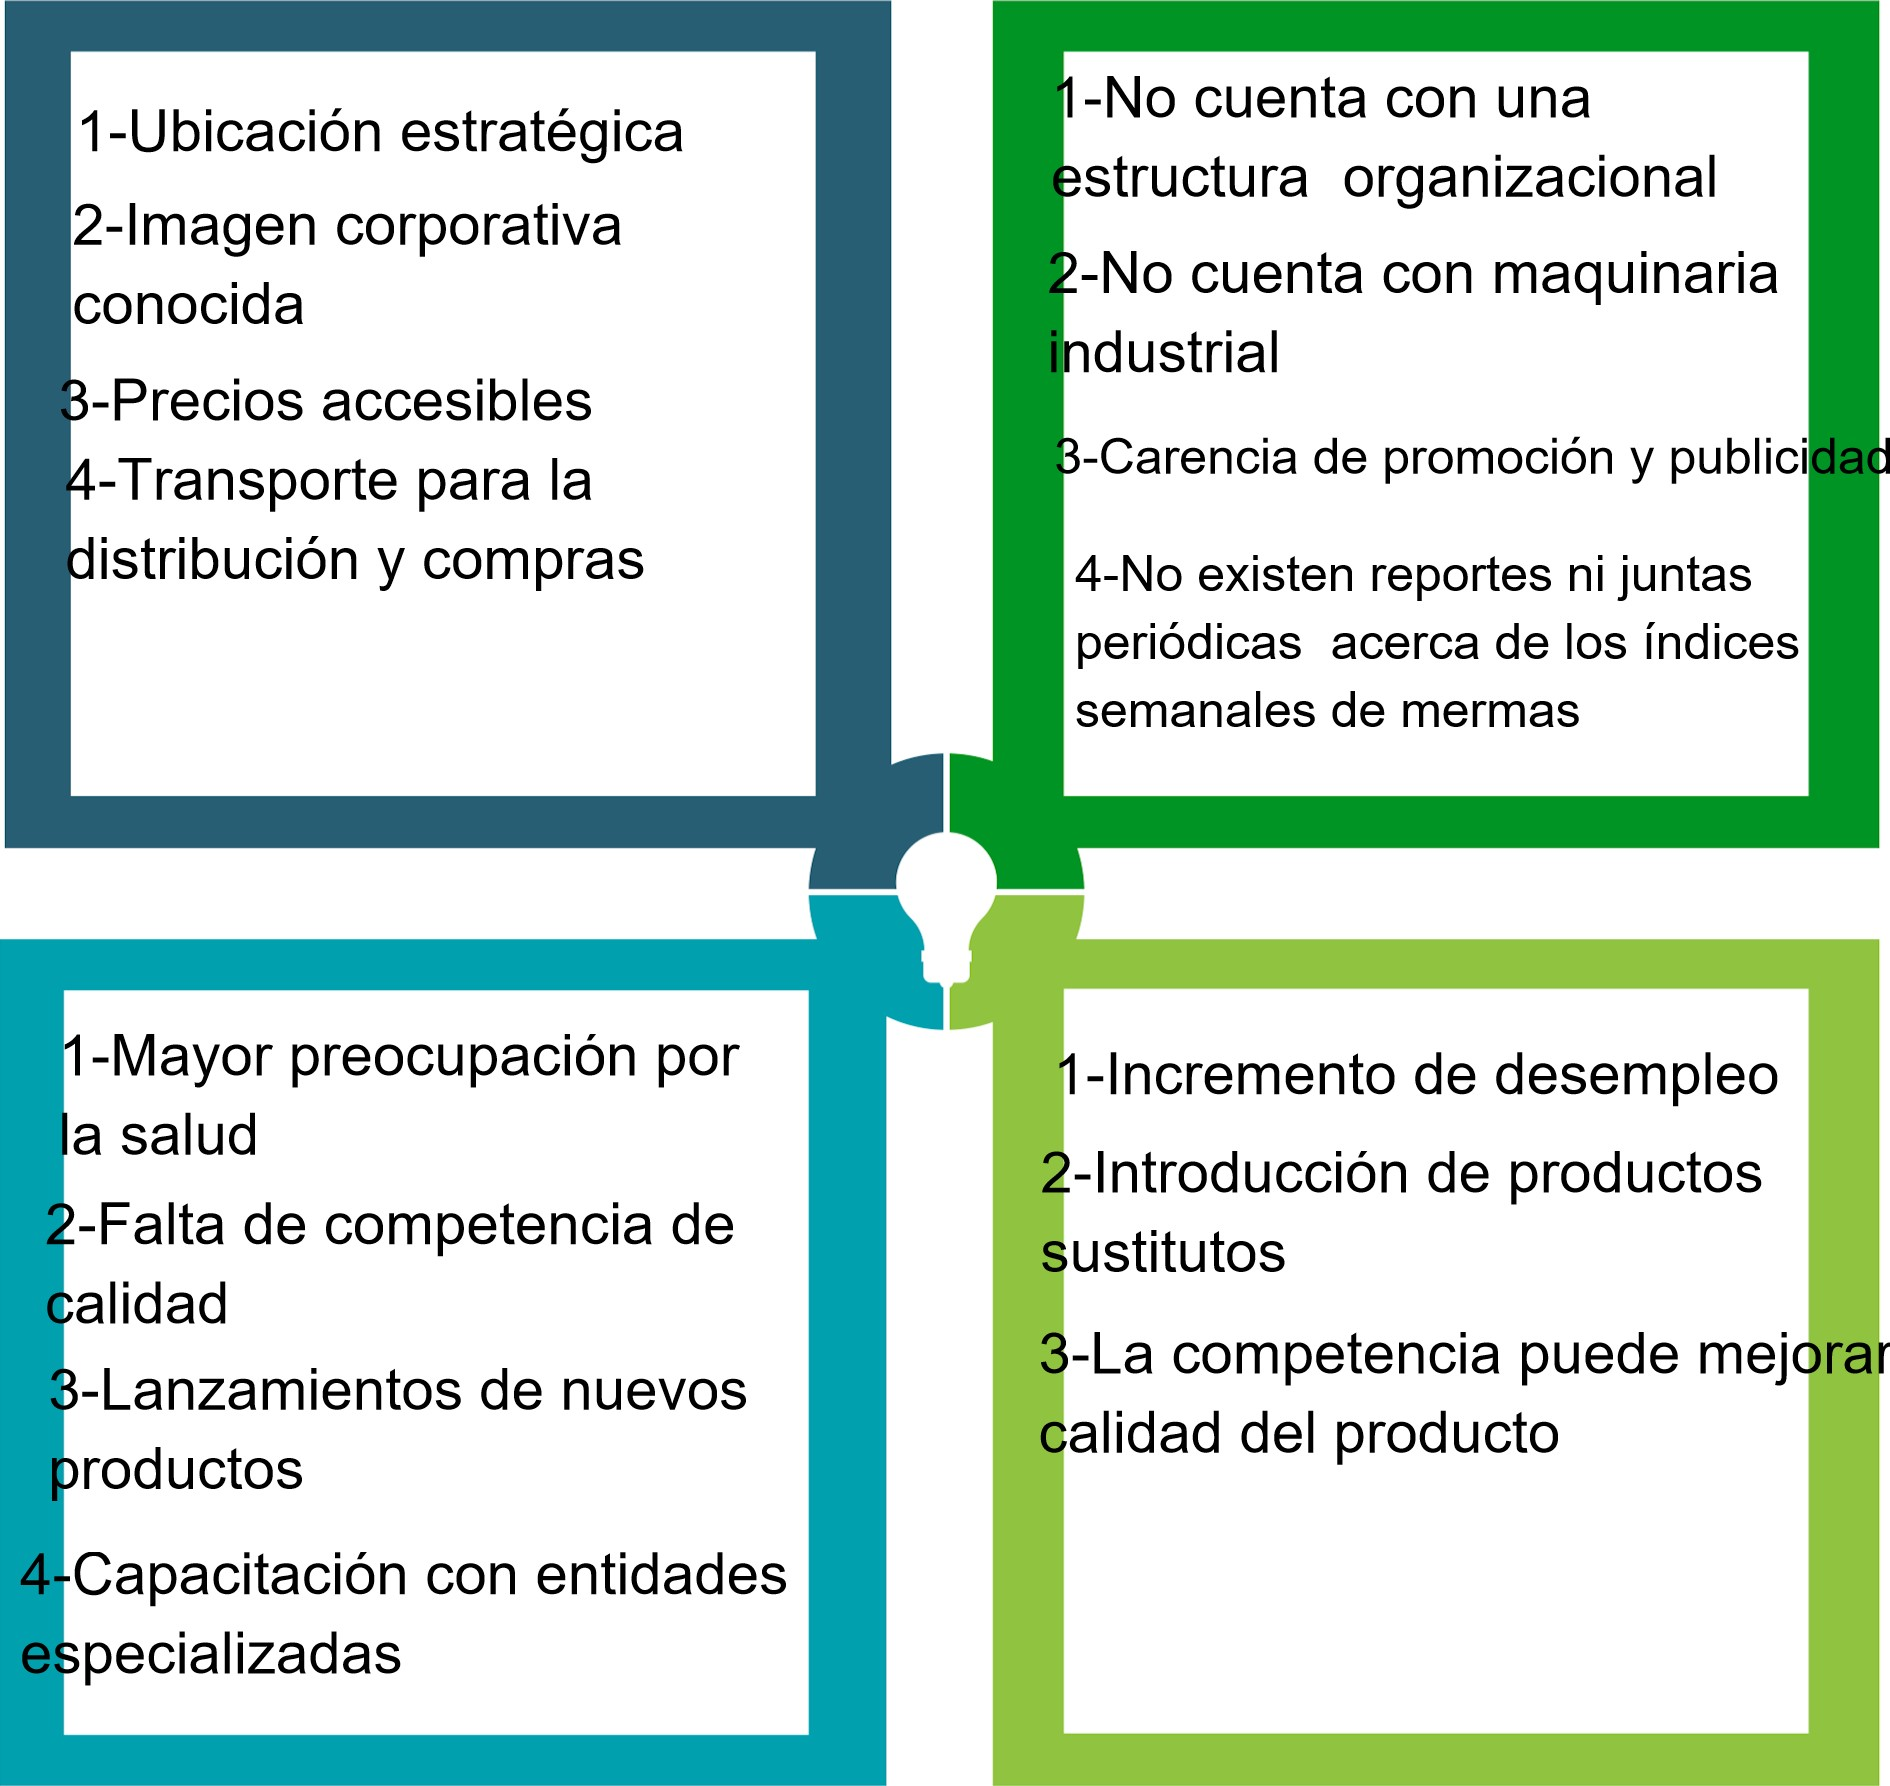 1-Ubicación estratégica
2-Imagen corporativa
conocida
3-Precios accesibles
4-Transporte para la
distribución y compras
1-No cuenta con una
estructura  organizacional
2-No cuenta con maquinaria
industrial
3-Carencia de promoción y publicidad
4-No existen reportes ni juntas
periódicas  acerca de los índices
semanales de mermas
1-Mayor preocupación por
la salud
2-Falta de competencia de
calidad
3-Lanzamientos de nuevos
productos
4-Capacitación con entidades
especializadas
1-Incremento de desempleo
2-Introducción de productos
sustitutos
3-La competencia puede mejorar
calidad del producto